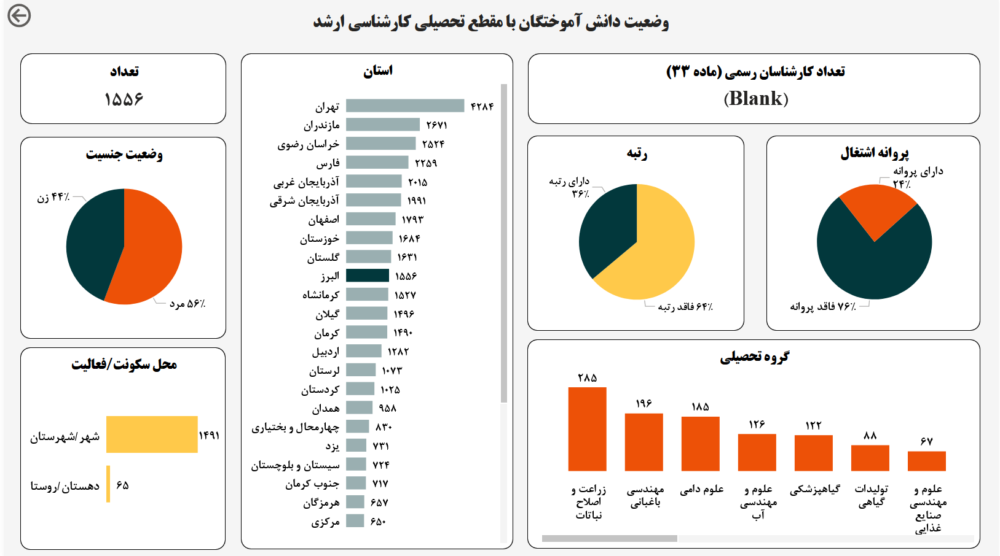 وضعیت دانش آموختگان با مقطع تحصیلی کارشناسی ارشد
تعداد کارشناسان رسمی (ماده ۳۳)
(Blank)
پروانه اشتغال
دارای پروانه
۲۴٪
۷۶٪ فاقد پروانه
رتبه
دارای رتبه
۳۶٪
۶۴٪ فاقد رتبه
گروه تحصیلی
۲۸۵
۱۹۶
۱۸۵
۱۲۶
۱۲۲
۸۸
۶۷
زراعت و
اصلاح
نباتات
مهندسی
باغبانی
علوم دامی
علوم و
مهندسی
آب
گیاهپزشکی
تولیدات
گیاهی
علوم و
مهندسی
صنایع
غذایی
استان
تهران ۴۲۸۴
مازندران ۲۶۷۱
خراسان رضوی ۲۵۲۴
فارس ۲۲۵۹
آذربایجان غربی ۲۰۱۵
آذربایجان شرقی ۱۹۹۱
اصفهان ۱۷۹۳
خوزستان ۱۶۸۴
گلستان ۱۶۳۱
البرز ۱۵۵۶
کرمانشاه ۱۵۲۷
گیلان ۱۴۹۶
کرمان ۱۴۹۰
اردبیل ۱۲۸۲
لرستان ۱۰۷۳
کردستان ۱۰۲۵
همدان ۹۵۸
چهارمحال و بختیاری ۸۳۰
یزد ۷۳۱
سیستان و بلوچستان ۷۲۴
جنوب کرمان ۷۱۷
هرمزگان ۶۵۷
مرکزی ۶۵۰
تعداد
۱۵۵۶
وضعیت جنسیت
۴۴٪ زن
۵۶٪ مرد
محل سکونت/فعالیت
شهر/شهرستان ۱۴۹۱
دهستان/روستا ۶۵